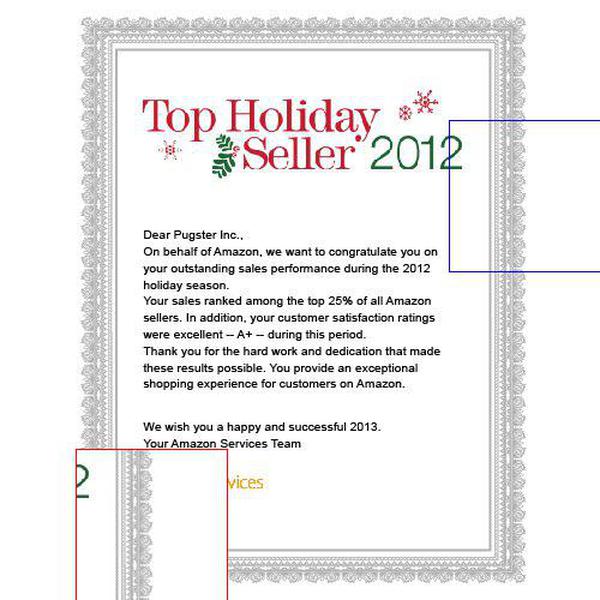 Top Holiday
Seller 2012
Dear Pugster Inc.,
On behalf of Amazon, we want to congratulate you on
your outstanding sales performance during the 2012
holiday season.
Your sales ranked among the top 25% of all Amazon
sellers. In addition, your customer satisfaction ratings
were excellent -- A+ -- during this period.
Thank you for the hard work and dedication that made
these results possible. You provide an exceptional
shopping experience for customers on Amazon.
We wish you a happy and successful 2013.
Your Amazon Services Team
2
vices